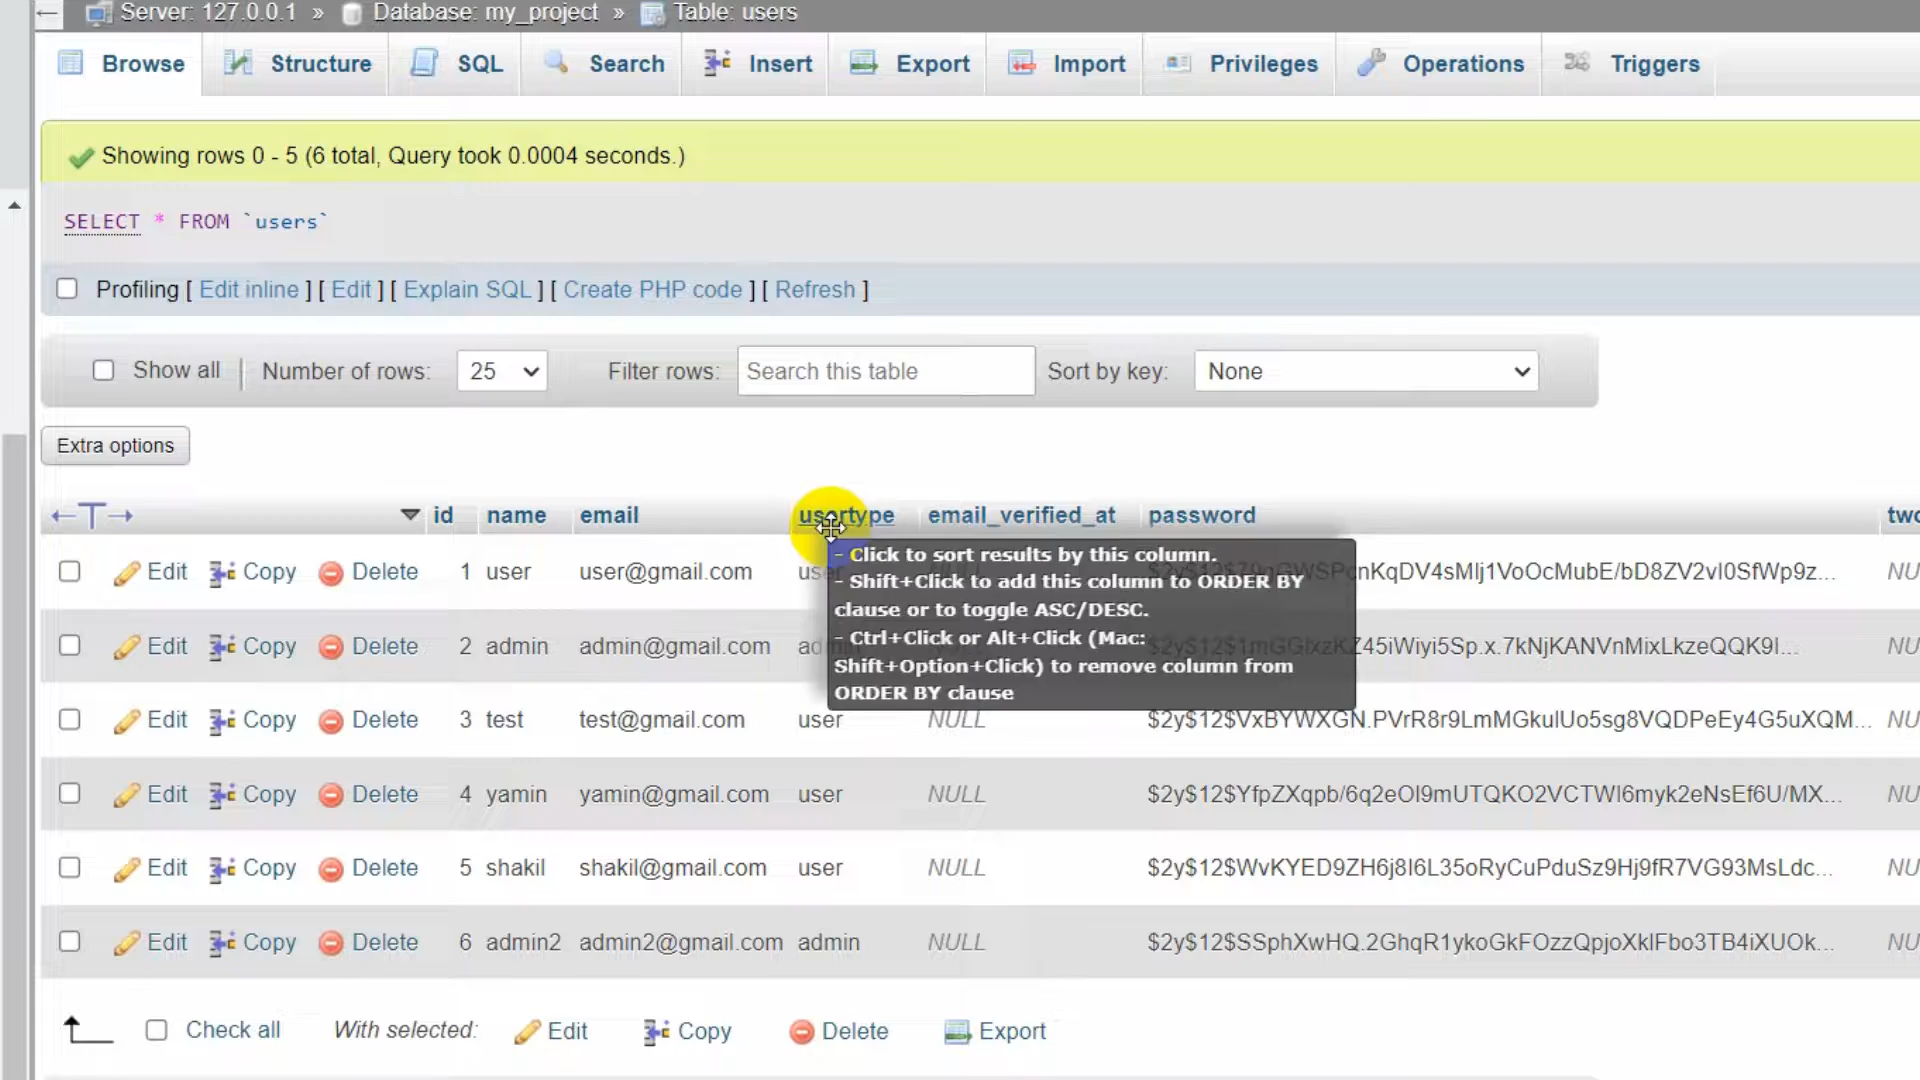 Server: 127.0.0.1 » Database: my_project » Table: users
Browse Structure SQL Search Insert Export Import Privileges Operations Triggers
Showing rows 0 - 5 (6 total, Query took 0.0004 seconds.)
SELECT * FROM `users`
Profiling [ Edit inline ] [ Edit ] [ Explain SQL ] [ Create PHP code ] [ Refresh ]
Show all Number of rows: 25 Filter rows: Search this table Sort by key: None
Extra options
id name email usertype email_verified_at password
- Click to sort results by this column.
- Shift+Click to add this column to ORDER BY
clause or to toggle ASC/DESC.
- Ctrl+Click or Alt+Click (Mac:
Shift+Option+Click) to remove column from
ORDER BY clause
Edit Copy Delete 1 user user@gmail.com user
Edit Copy Delete 2 admin admin@gmail.com admin
Edit Copy Delete 3 test test@gmail.com user NULL $2y$12$VxBYWXGN.PVrR8r9LmMGkulUo5sg8VQDPeEy4G5uXQM...
Edit Copy Delete 4 yamin yamin@gmail.com user NULL $2y$12$YfpZXqpb/6q2eOl9mUTQKO2VCTWl6myk2eNsEf6U/MX...
Edit Copy Delete 5 shakil shakil@gmail.com user NULL $2y$12$WvKYED9ZH6j8I6L35oRyCuPduSz9Hj9fR7VG93MsLdc...
Edit Copy Delete 6 admin2 admin2@gmail.com admin NULL $2y$12$SSphXwHQ.2GhqR1ykoGkFOzzQpjoXklFbo3TB4iXUOk...
Check all With selected: Edit Copy Delete Export